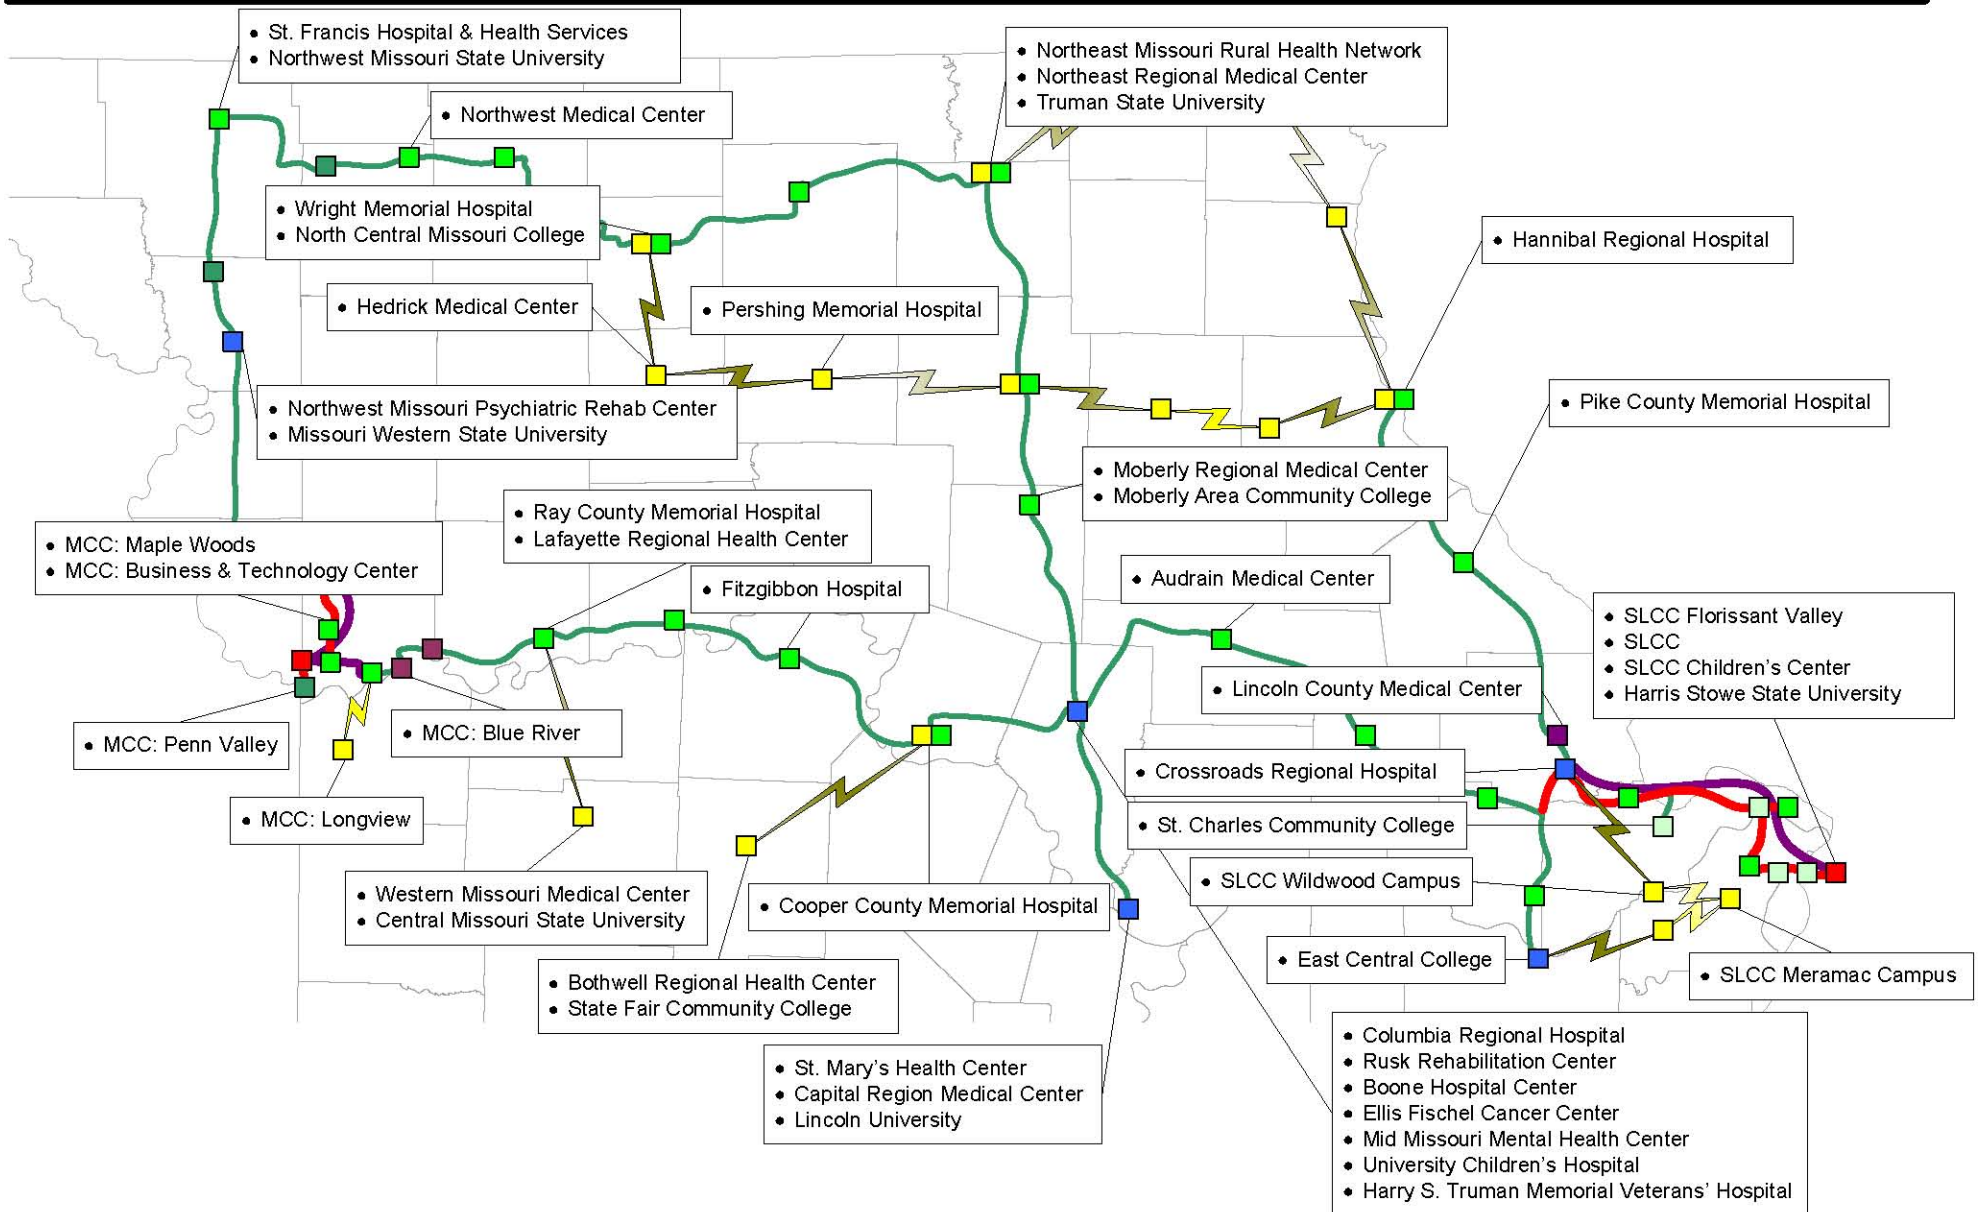 • St. Francis Hospital & Health Services
• Northwest Missouri State University
• Northeast Missouri Rural Health Network
• Northeast Regional Medical Center
• Truman State University
• Northwest Medical Center
• Wright Memorial Hospital
• North Central Missouri College
• Hannibal Regional Hospital
• Hedrick Medical Center
• Pershing Memorial Hospital
• Northwest Missouri Psychiatric Rehab Center
• Missouri Western State University
• Pike County Memorial Hospital
• Moberly Regional Medical Center
• Moberly Area Community College
• Ray County Memorial Hospital
• Lafayette Regional Health Center
• MCC: Maple Woods
• MCC: Business & Technology Center
• Fitzgibbon Hospital
• Audrain Medical Center
• SLCC Florissant Valley
• SLCC
• SLCC Children's Center
• Harris Stowe State University
• Lincoln County Medical Center
• MCC: Penn Valley
• MCC: Blue River
• Crossroads Regional Hospital
• MCC: Longview
• St. Charles Community College
• SLCC Wildwood Campus
• Western Missouri Medical Center
• Central Missouri State University
• Cooper County Memorial Hospital
• East Central College
• SLCC Meramac Campus
• Bothwell Regional Health Center
• State Fair Community College
• St. Mary's Health Center
• Capital Region Medical Center
• Lincoln University
• Columbia Regional Hospital
• Rusk Rehabilitation Center
• Boone Hospital Center
• Ellis Fischel Cancer Center
• Mid Missouri Mental Health Center
• University Children's Hospital
• Harry S. Truman Memorial Veterans' Hospital